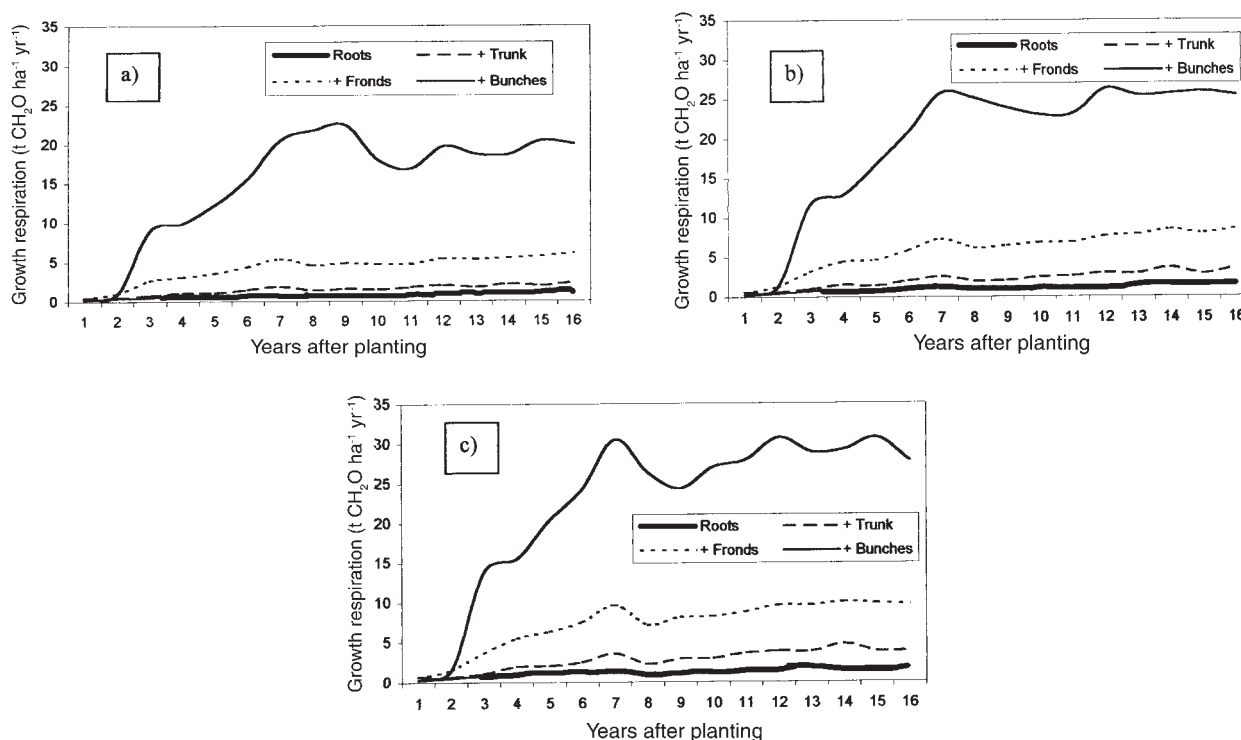 a)
Growth respiration (t CH₂O ha⁻¹ yr⁻¹)
35
30
25
20
15
10
5
0
Roots
+ Trunk
+ Fronds
+ Bunches
1 2 3 4 5 6 7 8 9 10 11 12 13 14 15 16
Years after planting
b)
Growth respiration (t CH₂O ha⁻¹ yr⁻¹)
35
30
25
20
15
10
5
0
Roots
+ Trunk
+ Fronds
+ Bunches
1 2 3 4 5 6 7 8 9 10 11 12 13 14 15 16
Years after planting
c)
Growth respiration (t CH₂O ha⁻¹ yr⁻¹)
35
30
25
20
15
10
5
0
Roots
+ Trunk
+ Fronds
+ Bunches
1 2 3 4 5 6 7 8 9 10 11 12 13 14 15 16
Years after planting